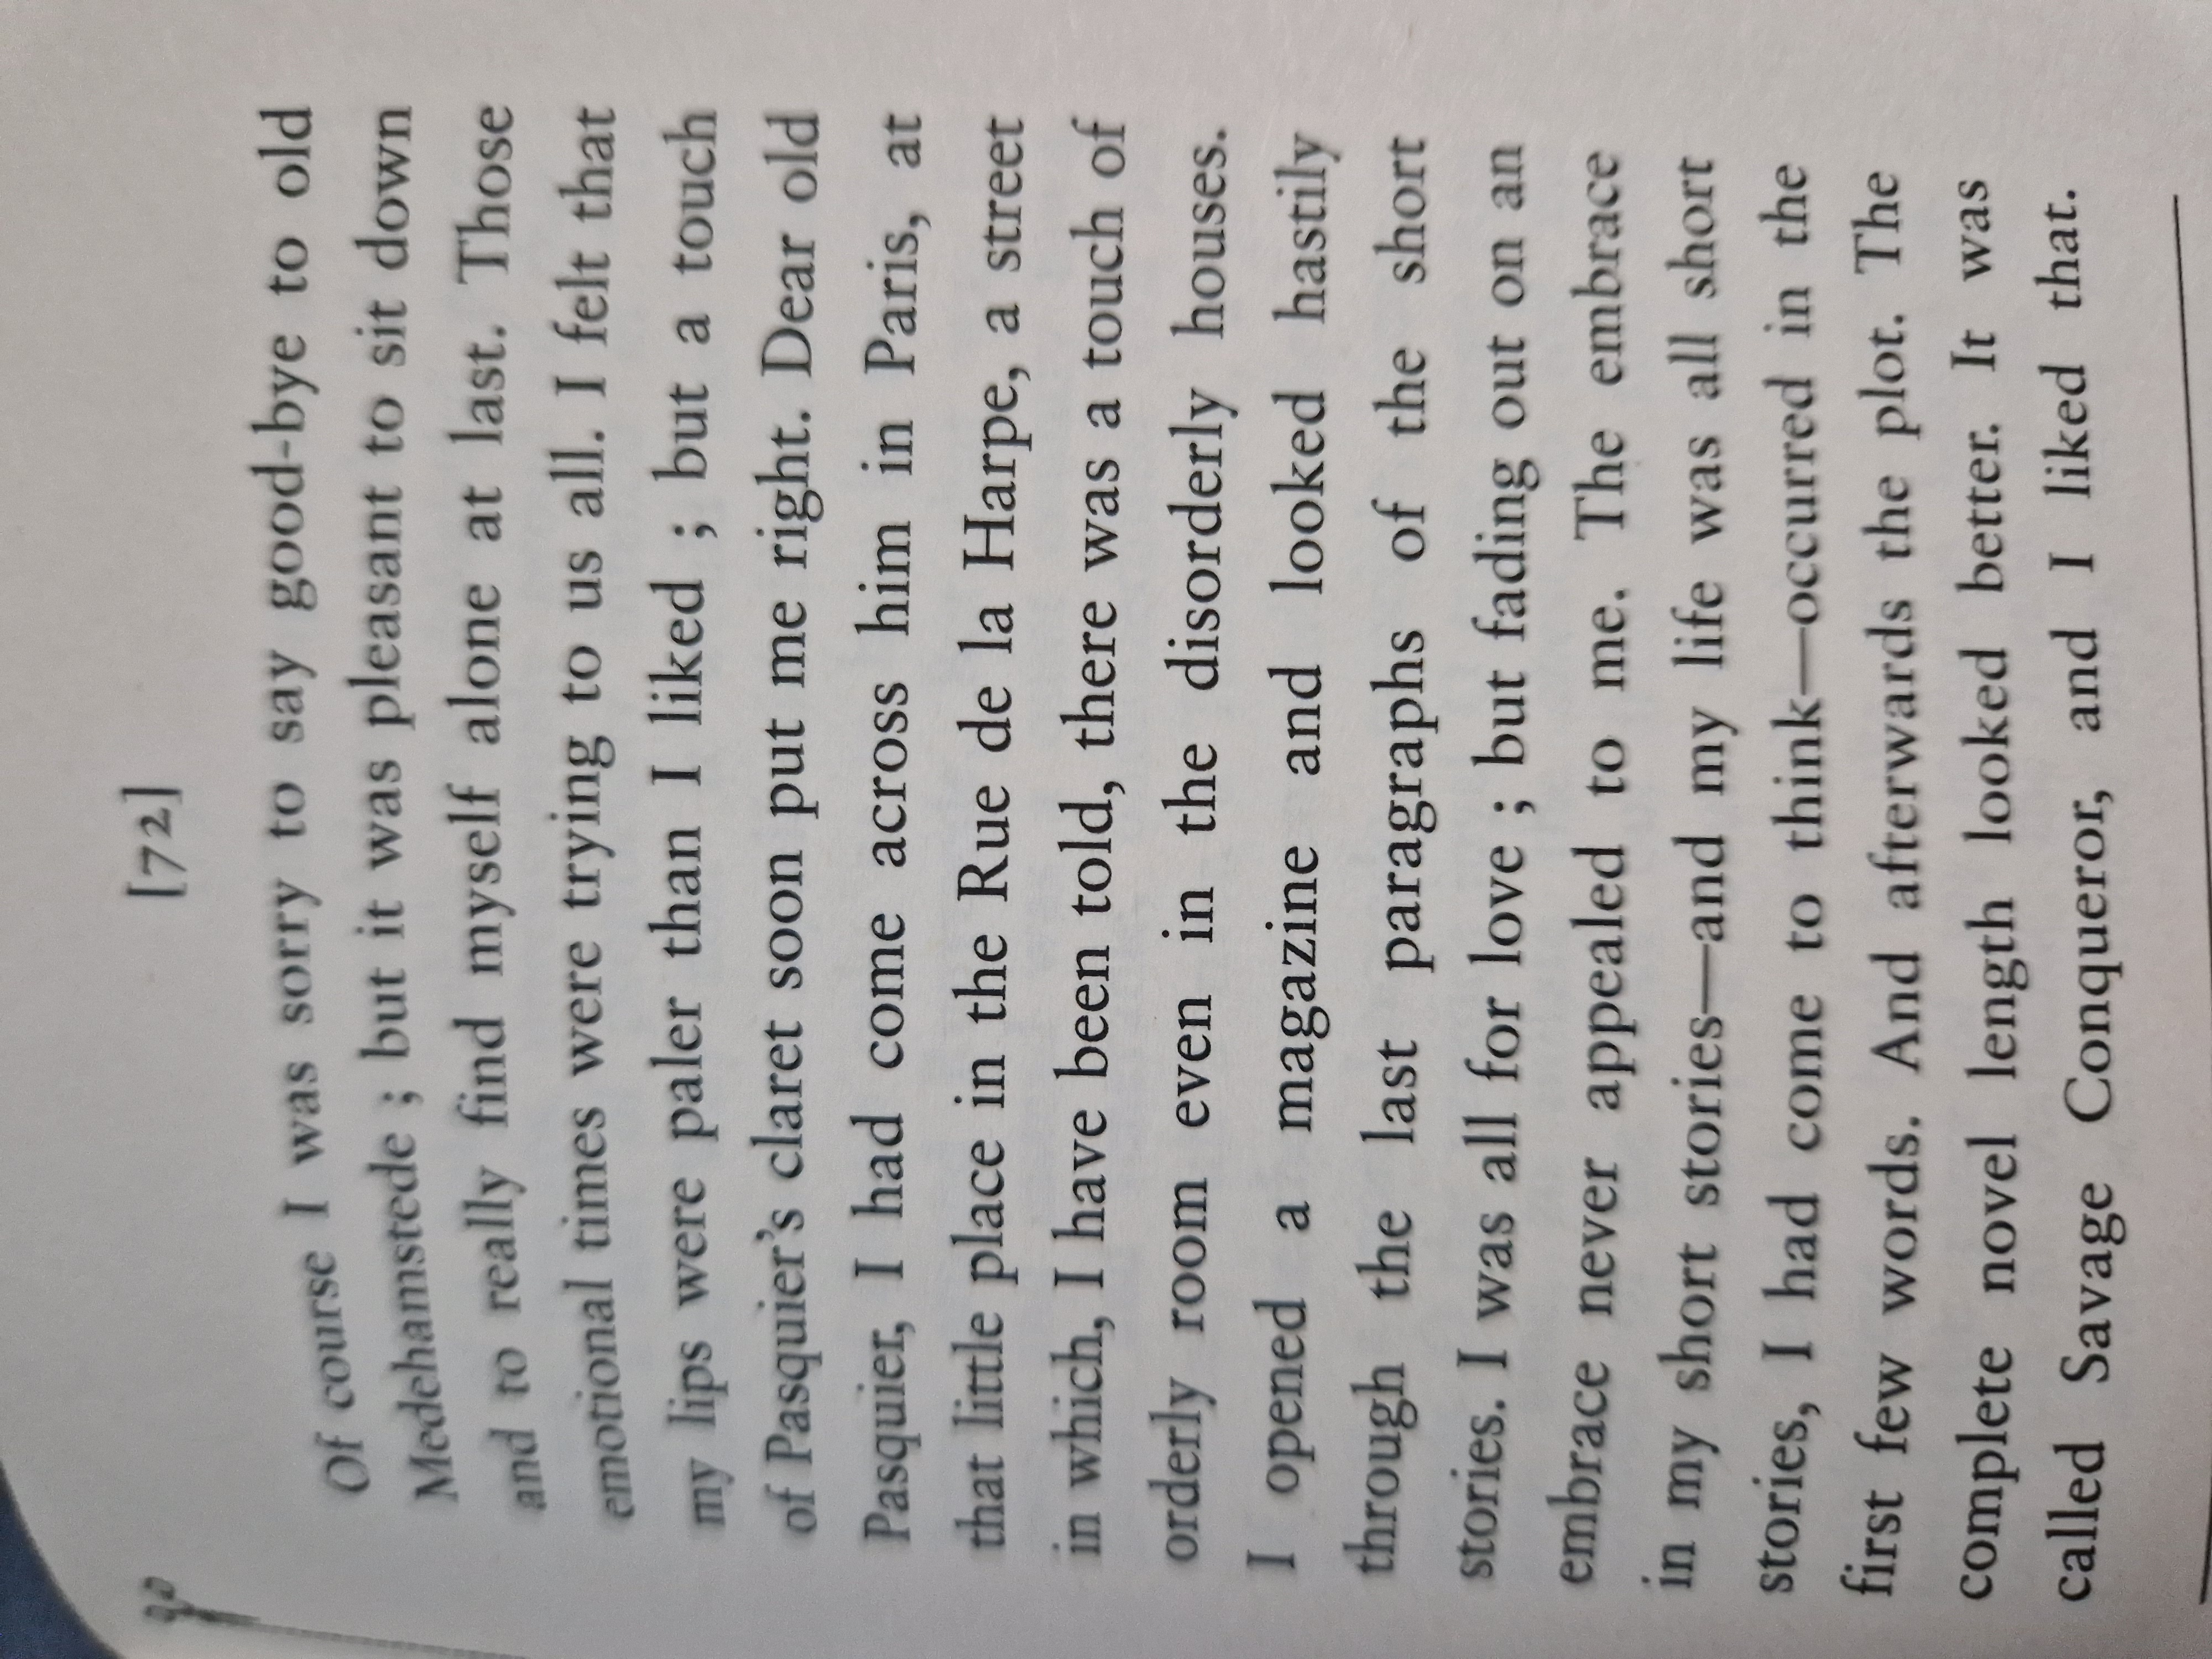 [72]
Of course I was sorry to say good-bye to old
Medehamstede ; but it was pleasant to sit down
and to really find myself alone at last. Those
emotional times were trying to us all. I felt that
my lips were paler than I liked ; but a touch
of Pasquier's claret soon put me right. Dear old
Pasquier, I had come across him in Paris, at
that little place in the Rue de la Harpe, a street
in which, I have been told, there was a touch of
orderly room even in the disorderly houses.
I opened a magazine and looked hastily
through the last paragraphs of the short
stories. I was all for love ; but fading out on an
embrace never appealed to me. The embrace
in my short stories—and my life was all short
stories, I had come to think—occurred in the
first few words. And afterwards the plot. The
complete novel length looked better. It was
called Savage Conqueror, and I liked that.